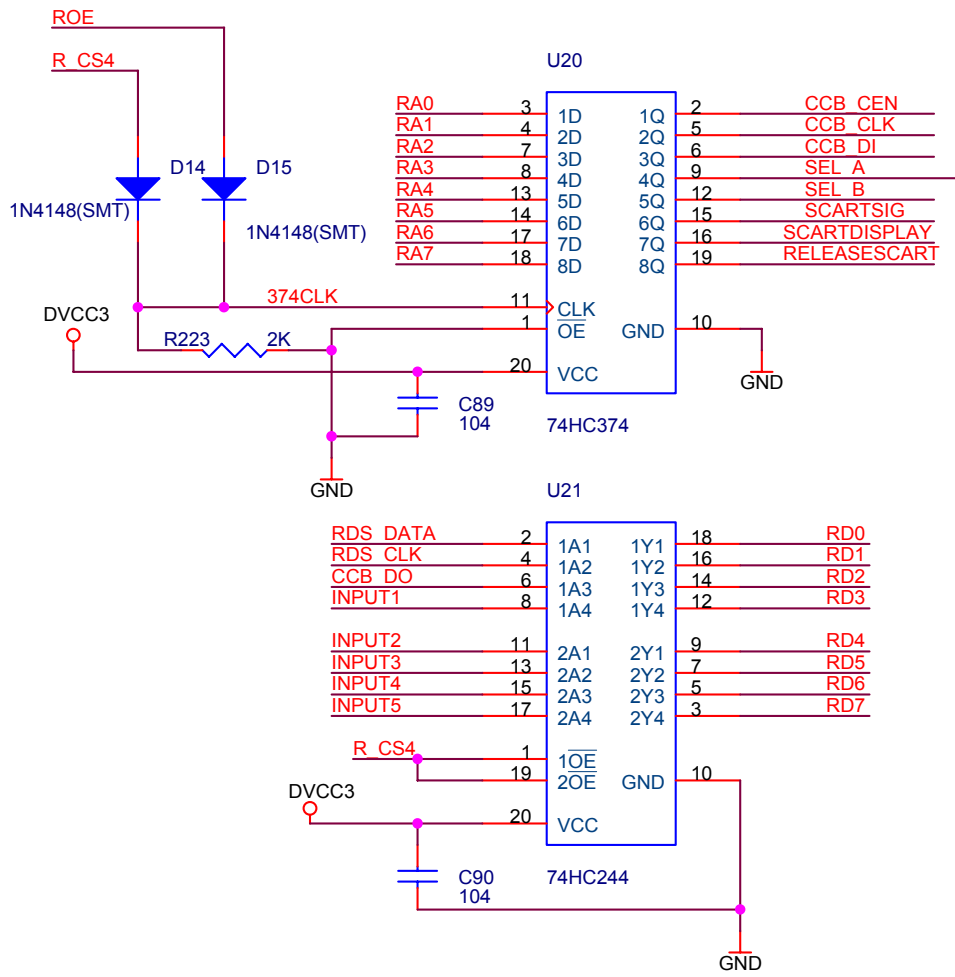 ROE
R_CS4
U20
D14
D15
1N4148(SMT)
1N4148(SMT)
RA0 3 1D 1Q 2 CCB_CEN
RA1 4 2D 2Q 5 CCB_CLK
RA2 7 3D 3Q 6 CCB_DI
RA3 8 4D 4Q 9 SEL_A
RA4 13 5D 5Q 12 SEL_B
RA5 14 6D 6Q 15 SCARTSIG
RA6 17 7D 7Q 16 SCARTDISPLAY
RA7 18 8D 8Q 19 RELEASESCART
374CLK 11 CLK
DVCC3
1 OE GND 10
R223 2K
20 VCC
GND
C89
104
74HC374
GND
U21
RDS_DATA 2 1A1 1Y1 18 RD0
RDS_CLK 4 1A2 1Y2 16 RD1
CCB_DO 6 1A3 1Y3 14 RD2
INPUT1 8 1A4 1Y4 12 RD3
INPUT2 11 2A1 2Y1 9 RD4
INPUT3 13 2A2 2Y2 7 RD5
INPUT4 15 2A3 2Y3 5 RD6
INPUT5 17 2A4 2Y4 3 RD7
R_CS4 1 1OE
19 2OE GND 10
DVCC3
20 VCC
C90
104
74HC244
GND